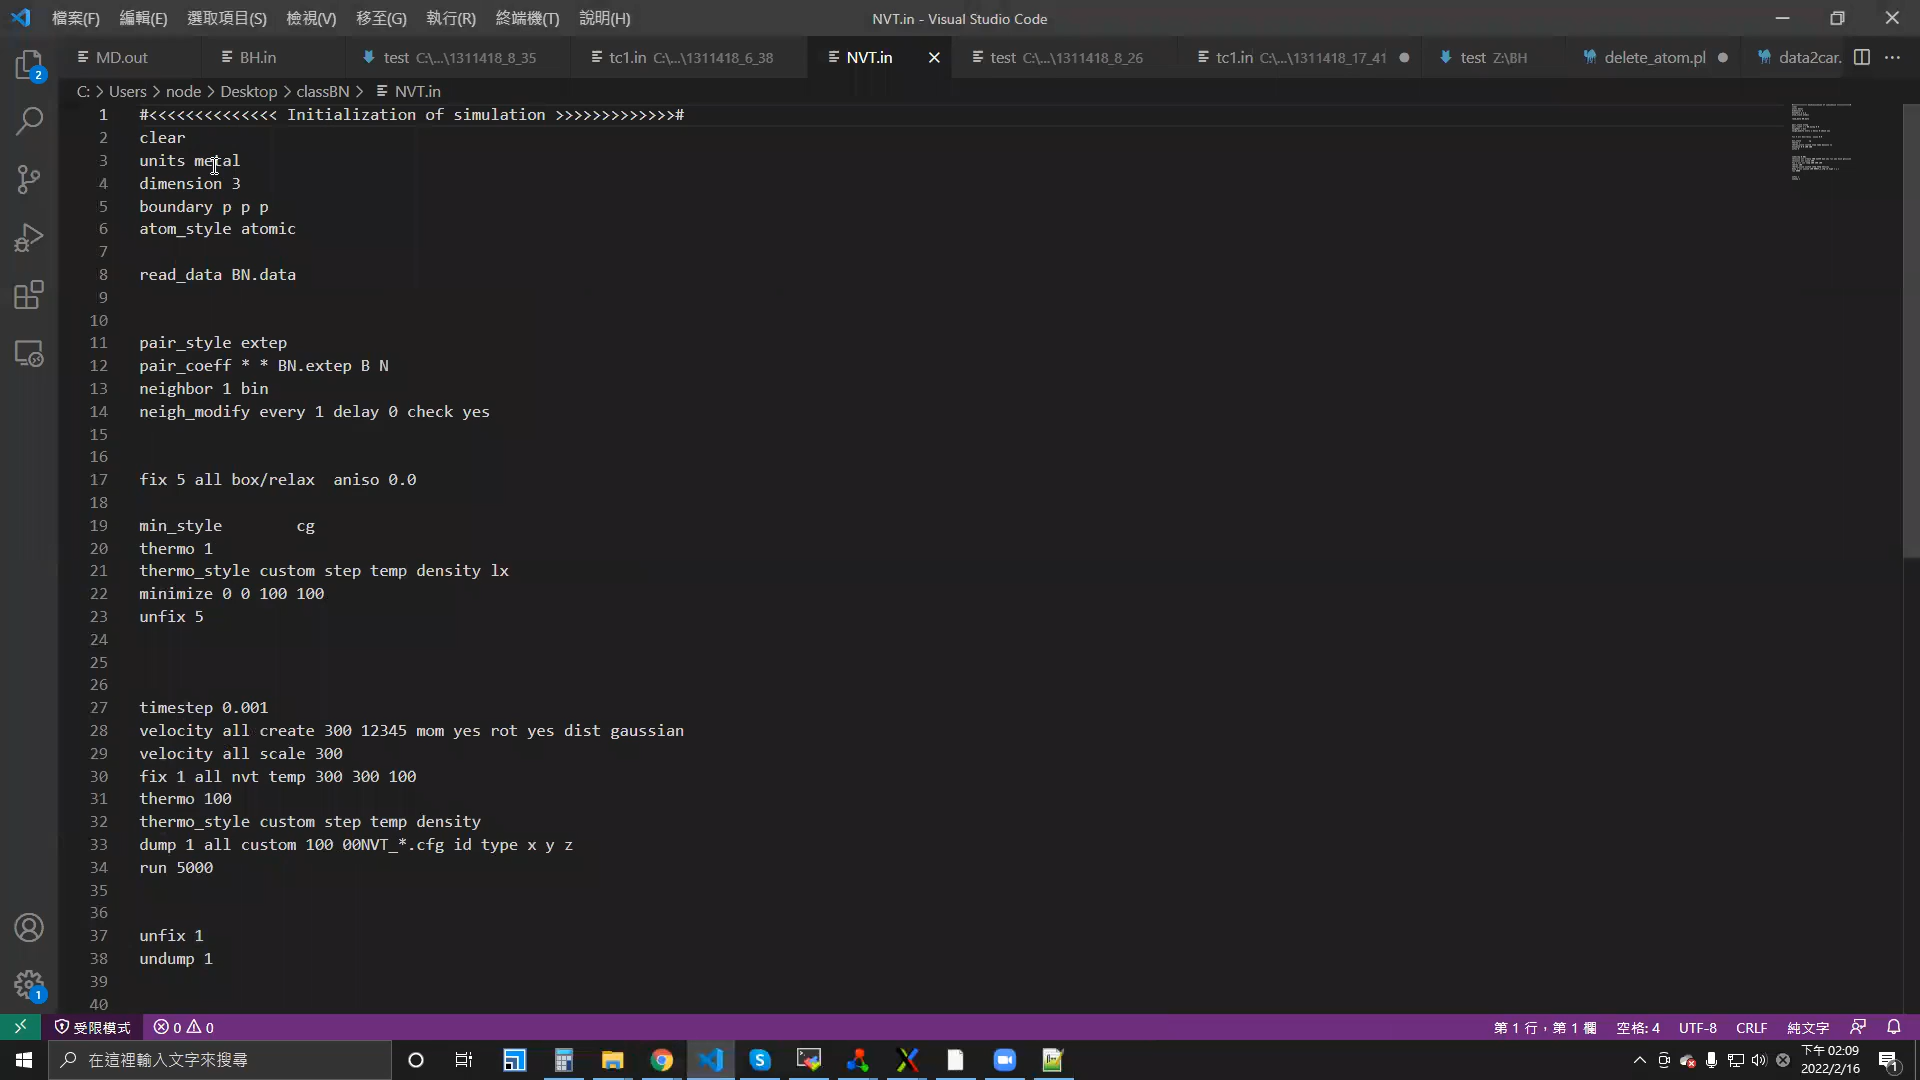 檔案(F) 編輯(E) 選取項目(S) 檢視(V) 移至(G) 執行(R) 終端機(T) 說明(H) NVT.in - Visual Studio Code
MD.out BH.in test C:\...\1311418_8_35 tc1.in C:\...\1311418_6_38 NVT.in test C:\...\1311418_8_26 tc1.in C:\...\1311418_17_41 test Z:\BH delete_atom.pl data2car.
2
C: > Users > node > Desktop > classBN > NVT.in
1 #<<<<<<<<<<<<<< Initialization of simulation >>>>>>>>>>>>>#
2 clear
3 units metal
4 dimension 3
5 boundary p p p
6 atom_style atomic
7
8 read_data BN.data
9
10
11 pair_style extep
12 pair_coeff * * BN.extep B N
13 neighbor 1 bin
14 neigh_modify every 1 delay 0 check yes
15
16
17 fix 5 all box/relax  aniso 0.0
18
19 min_style        cg
20 thermo 1
21 thermo_style custom step temp density lx
22 minimize 0 0 100 100
23 unfix 5
24
25
26
27 timestep 0.001
28 velocity all create 300 12345 mom yes rot yes dist gaussian
29 velocity all scale 300
30 fix 1 all nvt temp 300 300 100
31 thermo 100
32 thermo_style custom step temp density
33 dump 1 all custom 100 00NVT_*.cfg id type x y z
34 run 5000
35
36
37 unfix 1
38 undump 1
39
40
1
受限模式 0 0 第 1 行，第 1 欄 空格: 4 UTF-8 CRLF 純文字
在這裡輸入文字來搜尋
下午 02:09
2022/2/16
1